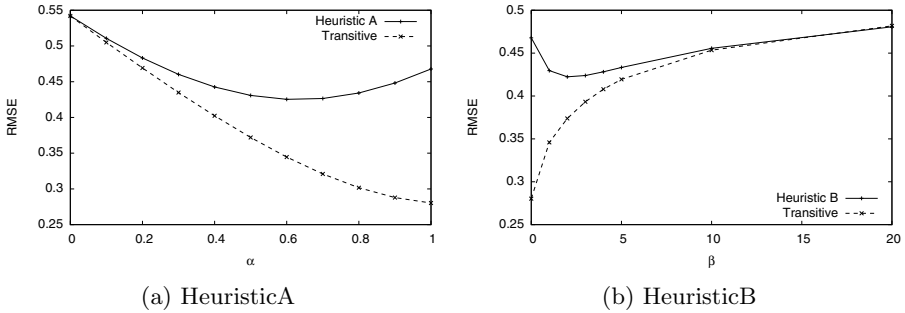 0.55
0.5
0.45
0.4
0.35
0.3
0.25
RMSE
0
0.2
0.4
0.6
0.8
1
α
Heuristic A
Transitive
(a) HeuristicA
0.5
0.45
0.4
0.35
0.3
0.25
RMSE
0
5
10
15
20
β
Heuristic B
Transitive
(b) HeuristicB